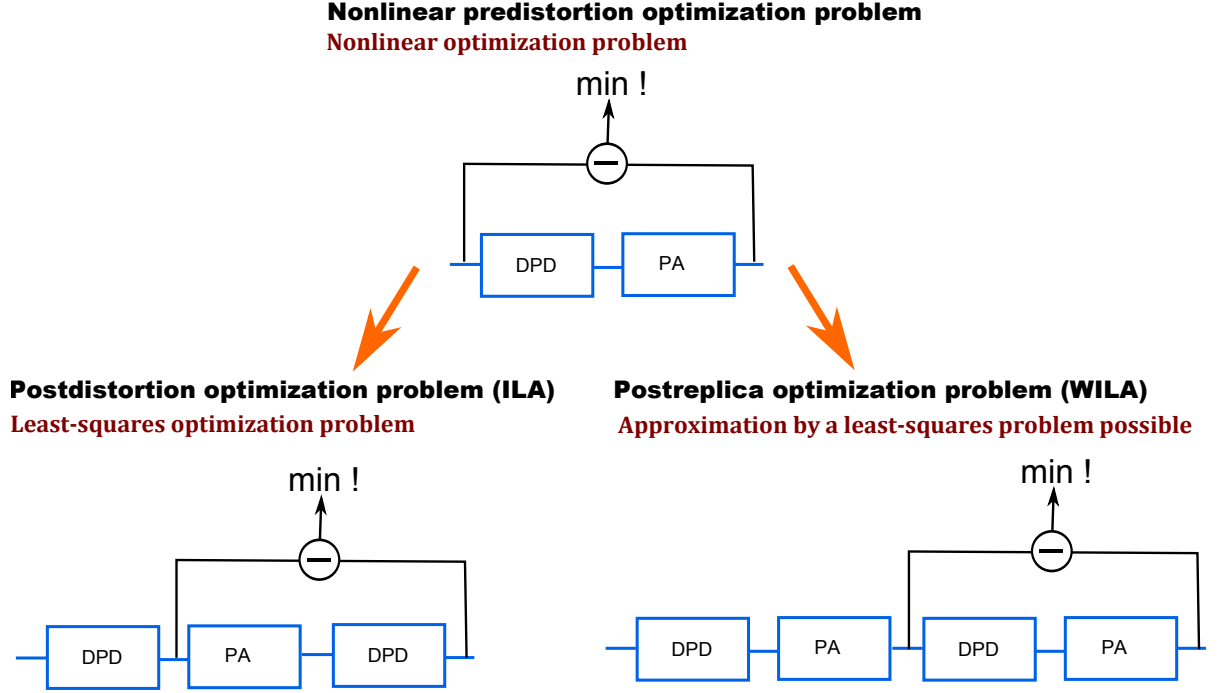 Nonlinear predistortion optimization problem
Nonlinear optimization problem
min !
DPD
PA
Postdistortion optimization problem (ILA)
Least-squares optimization problem
min !
DPD
PA
DPD
Postreplica optimization problem (WILA)
Approximation by a least-squares problem possible
min !
DPD
PA
DPD
PA